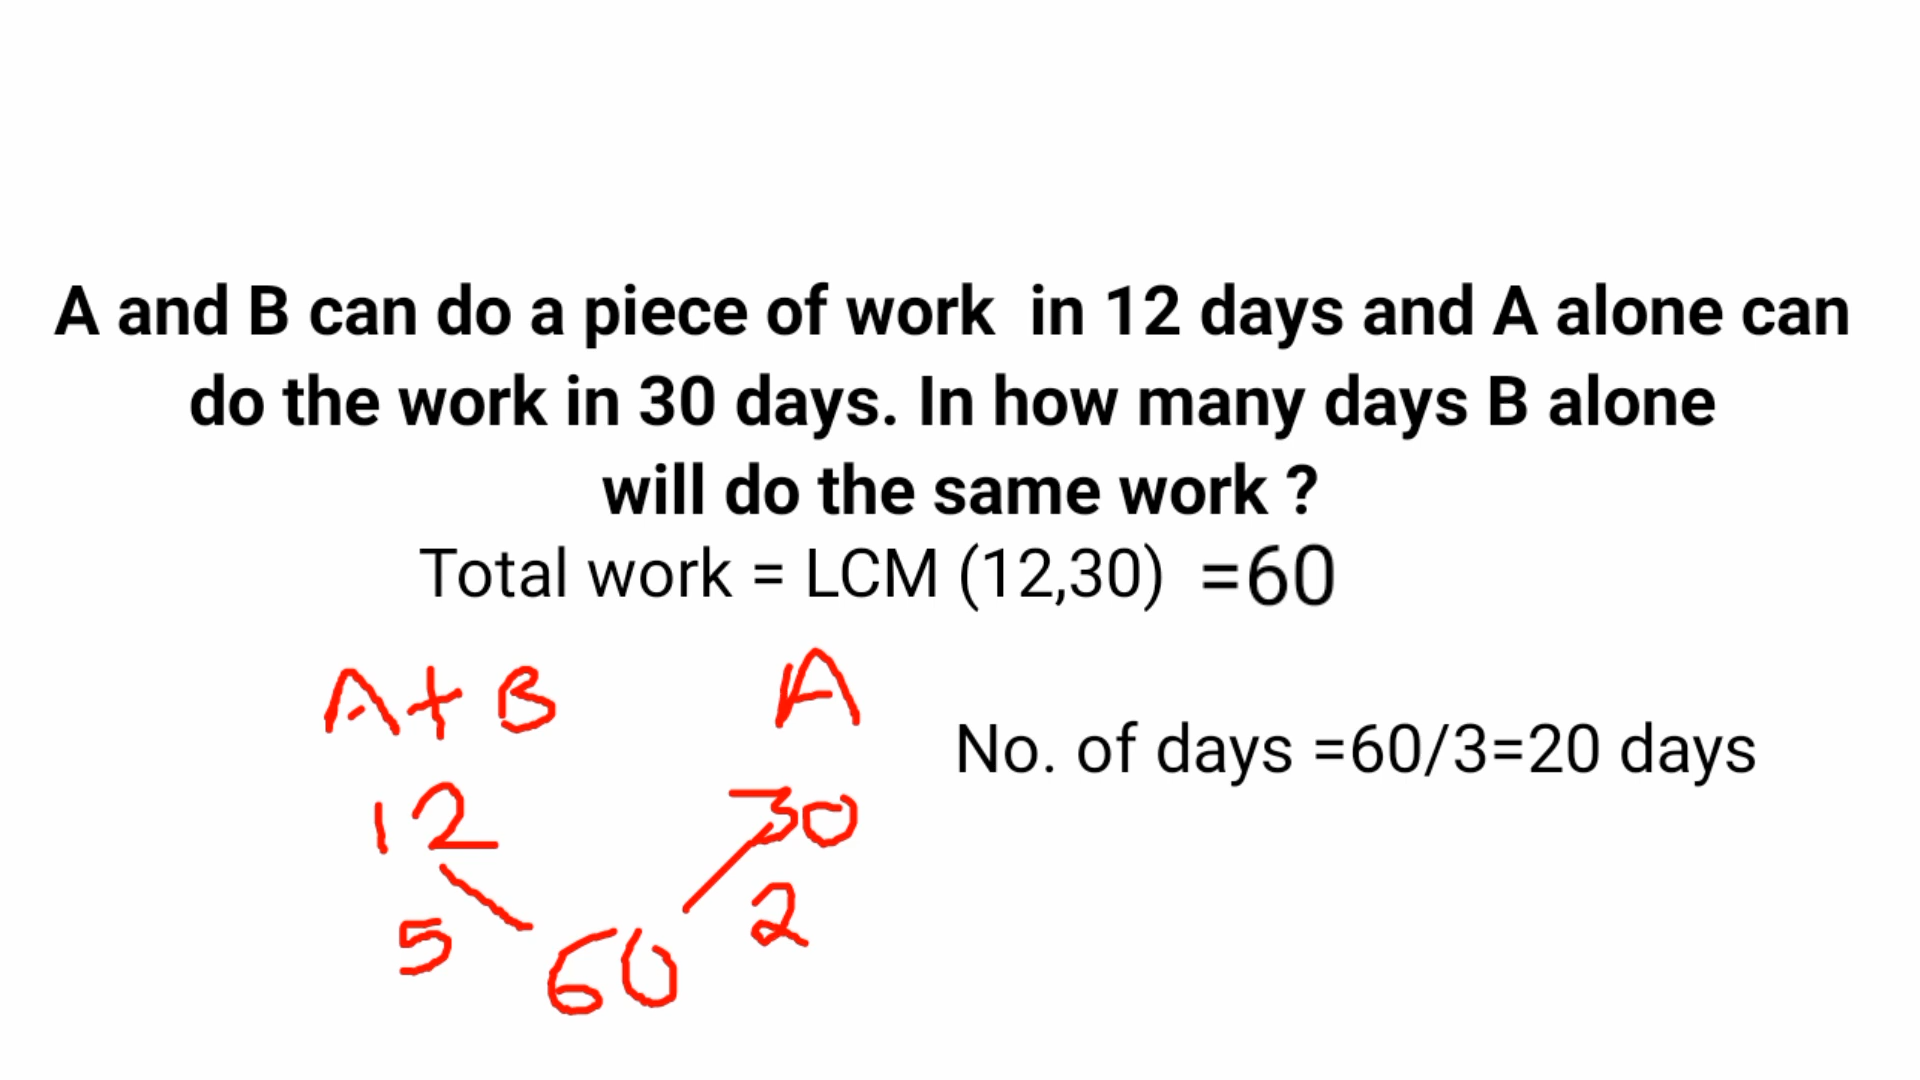 A and B can do a piece of work in 12 days and A alone can
do the work in 30 days. In how many days B alone
will do the same work ?
Total work = LCM (12,30) =60
A+B A
No. of days =60/3=20 days
12 30
5 2
60